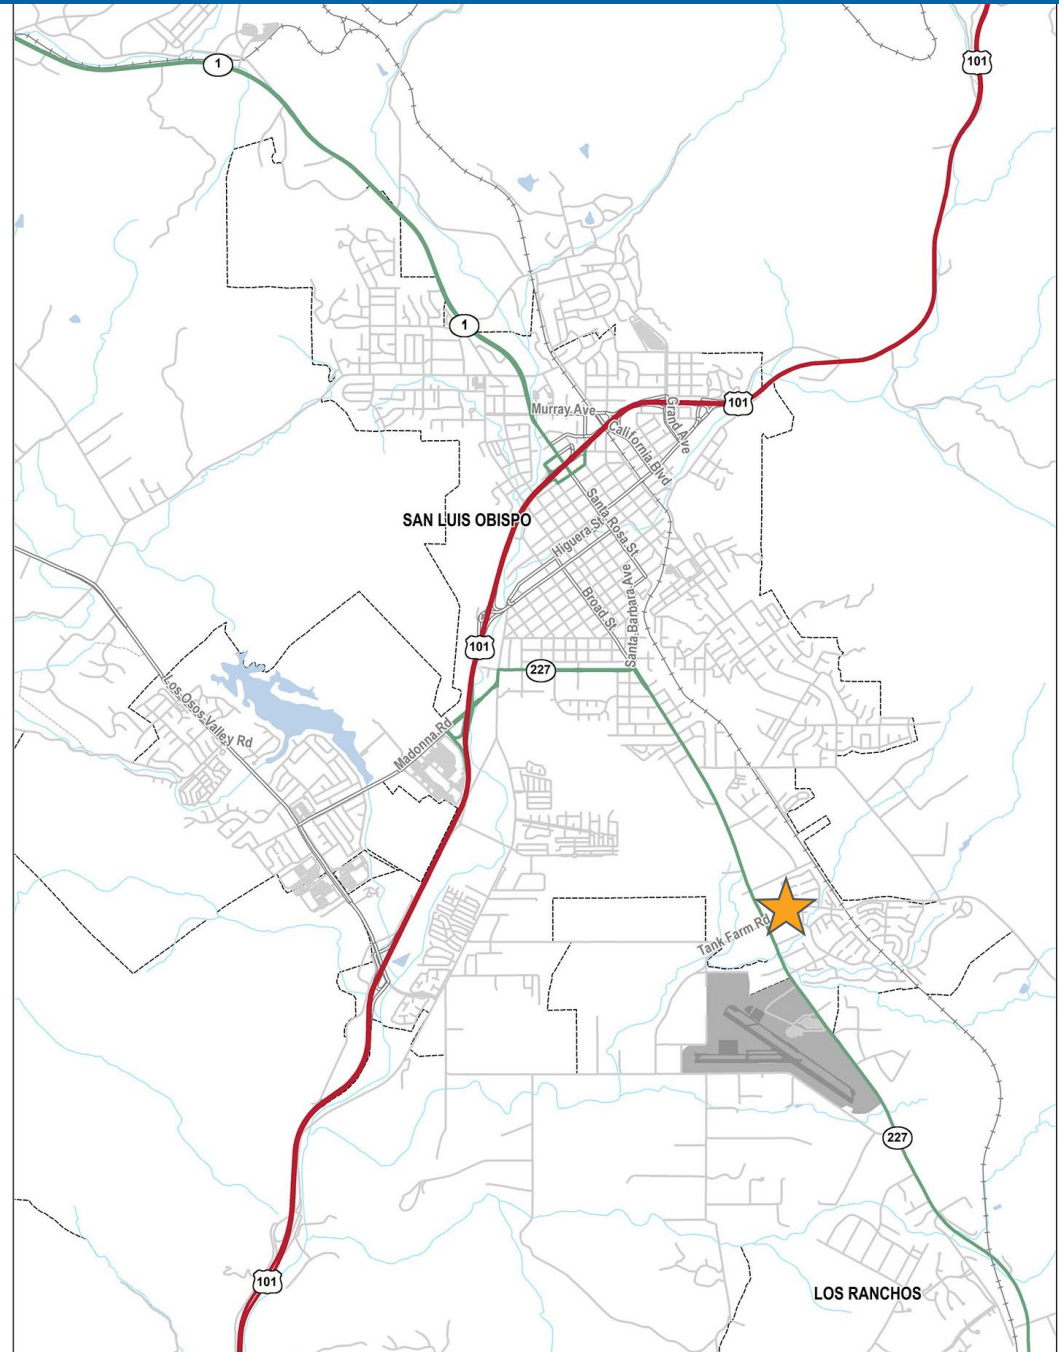 1
101
1
101
Murray Ave
Grand Ave
California Blvd
SAN LUIS OBISPO
Santa Rosa St
Higuera St
Broad St
Santa Barbara Ave
101
227
Los Osos Valley Rd
Madonna Rd
Tank Farm Rd
227
101
LOS RANCHOS